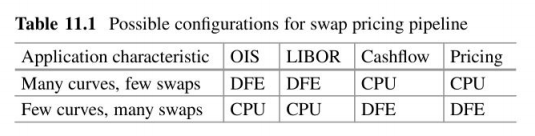 Table 11.1 Possible configurations for swap pricing pipeline
Application characteristic OIS LIBOR Cashflow Pricing
Many curves, few swaps DFE DFE CPU CPU
Few curves, many swaps CPU CPU DFE DFE